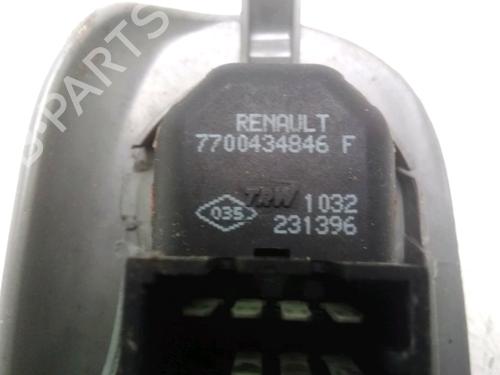 RENAULT
7700434846 F
035 TRW 1032
231396
B-PARTS